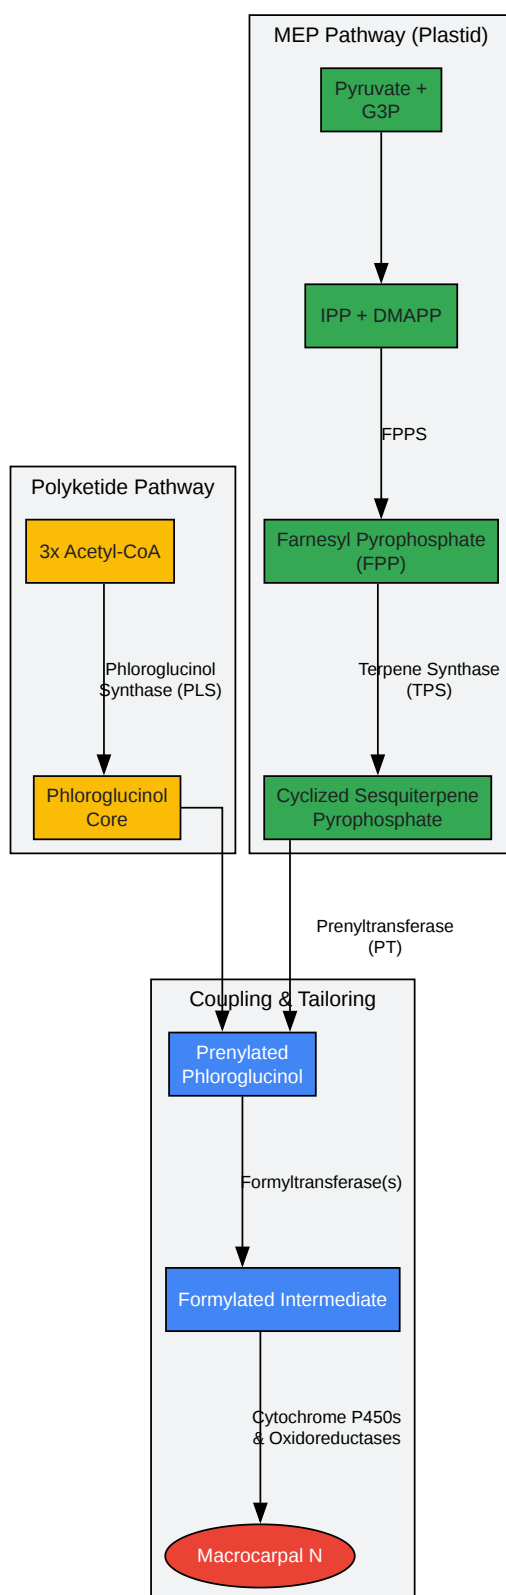 MEP Pathway (Plastid)
Pyruvate +
G3P
IPP + DMAPP
FPPS
Polyketide Pathway
3x Acetyl-CoA
Farnesyl Pyrophosphate
(FPP)
Phloroglucinol
Synthase (PLS)
Terpene Synthase
(TPS)
Phloroglucinol
Core
Cyclized Sesquiterpene
Pyrophosphate
Prenyltransferase
(PT)
Coupling & Tailoring
Prenylated
Phloroglucinol
Formyltransferase(s)
Formylated Intermediate
Cytochrome P450s
& Oxidoreductases
Macrocarpal N